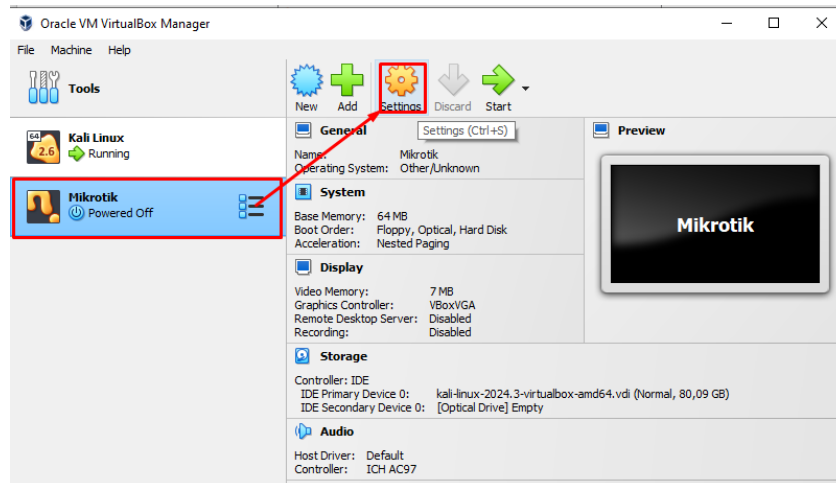 Oracle VM VirtualBox Manager
File Machine Help
Tools
New Add Settings Discard Start
Settings (Ctrl+S)
64
2.6
Kali Linux
Running
Mikrotik
Powered Off
General
Name: Mikrotik
Operating System: Other/Unknown
System
Base Memory: 64 MB
Boot Order: Floppy, Optical, Hard Disk
Acceleration: Nested Paging
Display
Video Memory: 7 MB
Graphics Controller: VBoxVGA
Remote Desktop Server: Disabled
Recording: Disabled
Storage
Controller: IDE
IDE Primary Device 0: kali-linux-2024.3-virtualbox-amd64.vdi (Normal, 80,09 GB)
IDE Secondary Device 0: [Optical Drive] Empty
Audio
Host Driver: Default
Controller: ICH AC97
Preview
Mikrotik